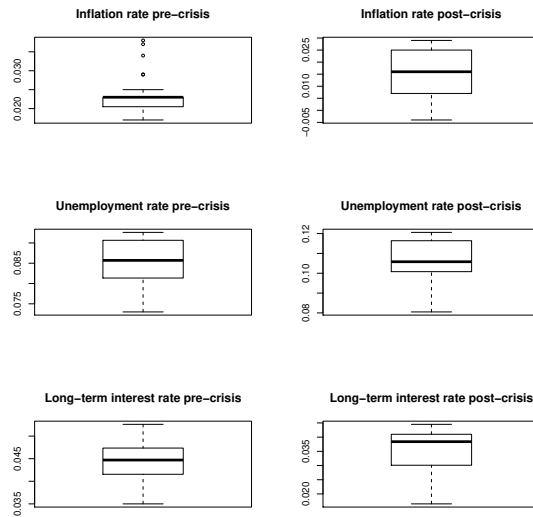 Inflation rate pre−crisis
0.030
0.020
Inflation rate post−crisis
0.025
0.010
−0.005
Unemployment rate pre−crisis
0.085
0.075
Unemployment rate post−crisis
0.12
0.10
0.08
Long−term interest rate pre−crisis
0.045
0.035
Long−term interest rate post−crisis
0.035
0.020